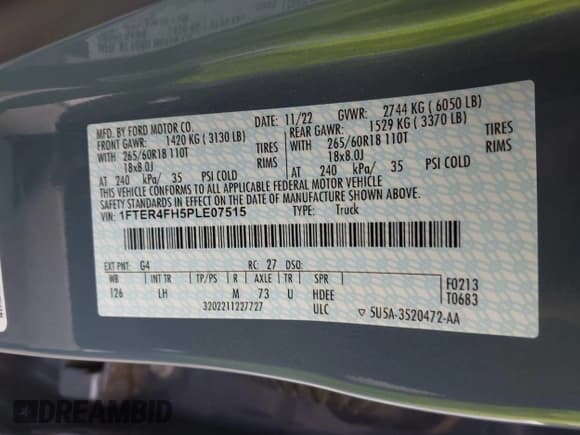 MFD. BY FORD MOTOR CO. DATE: 11/22 GVWR: 2744 KG ( 6050 LB)
FRONT GAWR: 1420 KG ( 3130 LB) REAR GAWR: 1529 KG ( 3370 LB)
WITH 265/60R18 110T TIRES WITH 265/60R18 110T TIRES
18x8.0J RIMS 18x8.0J RIMS
AT 240 kPa/ 35 PSI COLD AT 240 kPa/ 35 PSI COLD
THIS VEHICLE CONFORMS TO ALL APPLICABLE FEDERAL MOTOR VEHICLE
SAFETY STANDARDS IN EFFECT ON THE DATE OF MANUFACTURE SHOWN ABOVE.
VIN: 1FTER4FH5PLE07515 TYPE: Truck
EXT PNT: G4 RC: 27 DSO:
WB INT TR TP/PS R AXLE TR SPR F0213
126 LH M 73 U HDEE T0683
3202211227727 ULC 5U5A-3520472-AA
DREAMBID